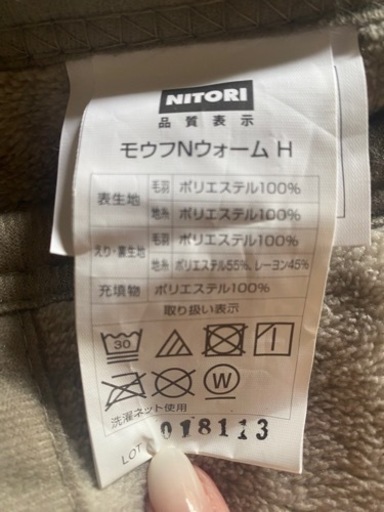 NITORI
品質表示
モウフNウォーム H
表生地 毛羽 ポリエステル100%
地糸 ポリエステル100%
えり・裏生地 毛羽 ポリエステル100%
地糸 ポリエステル55%、レーヨン45%
充填物 ポリエステル100%
取り扱い表示
30
W
洗濯ネット使用
LOT 018113